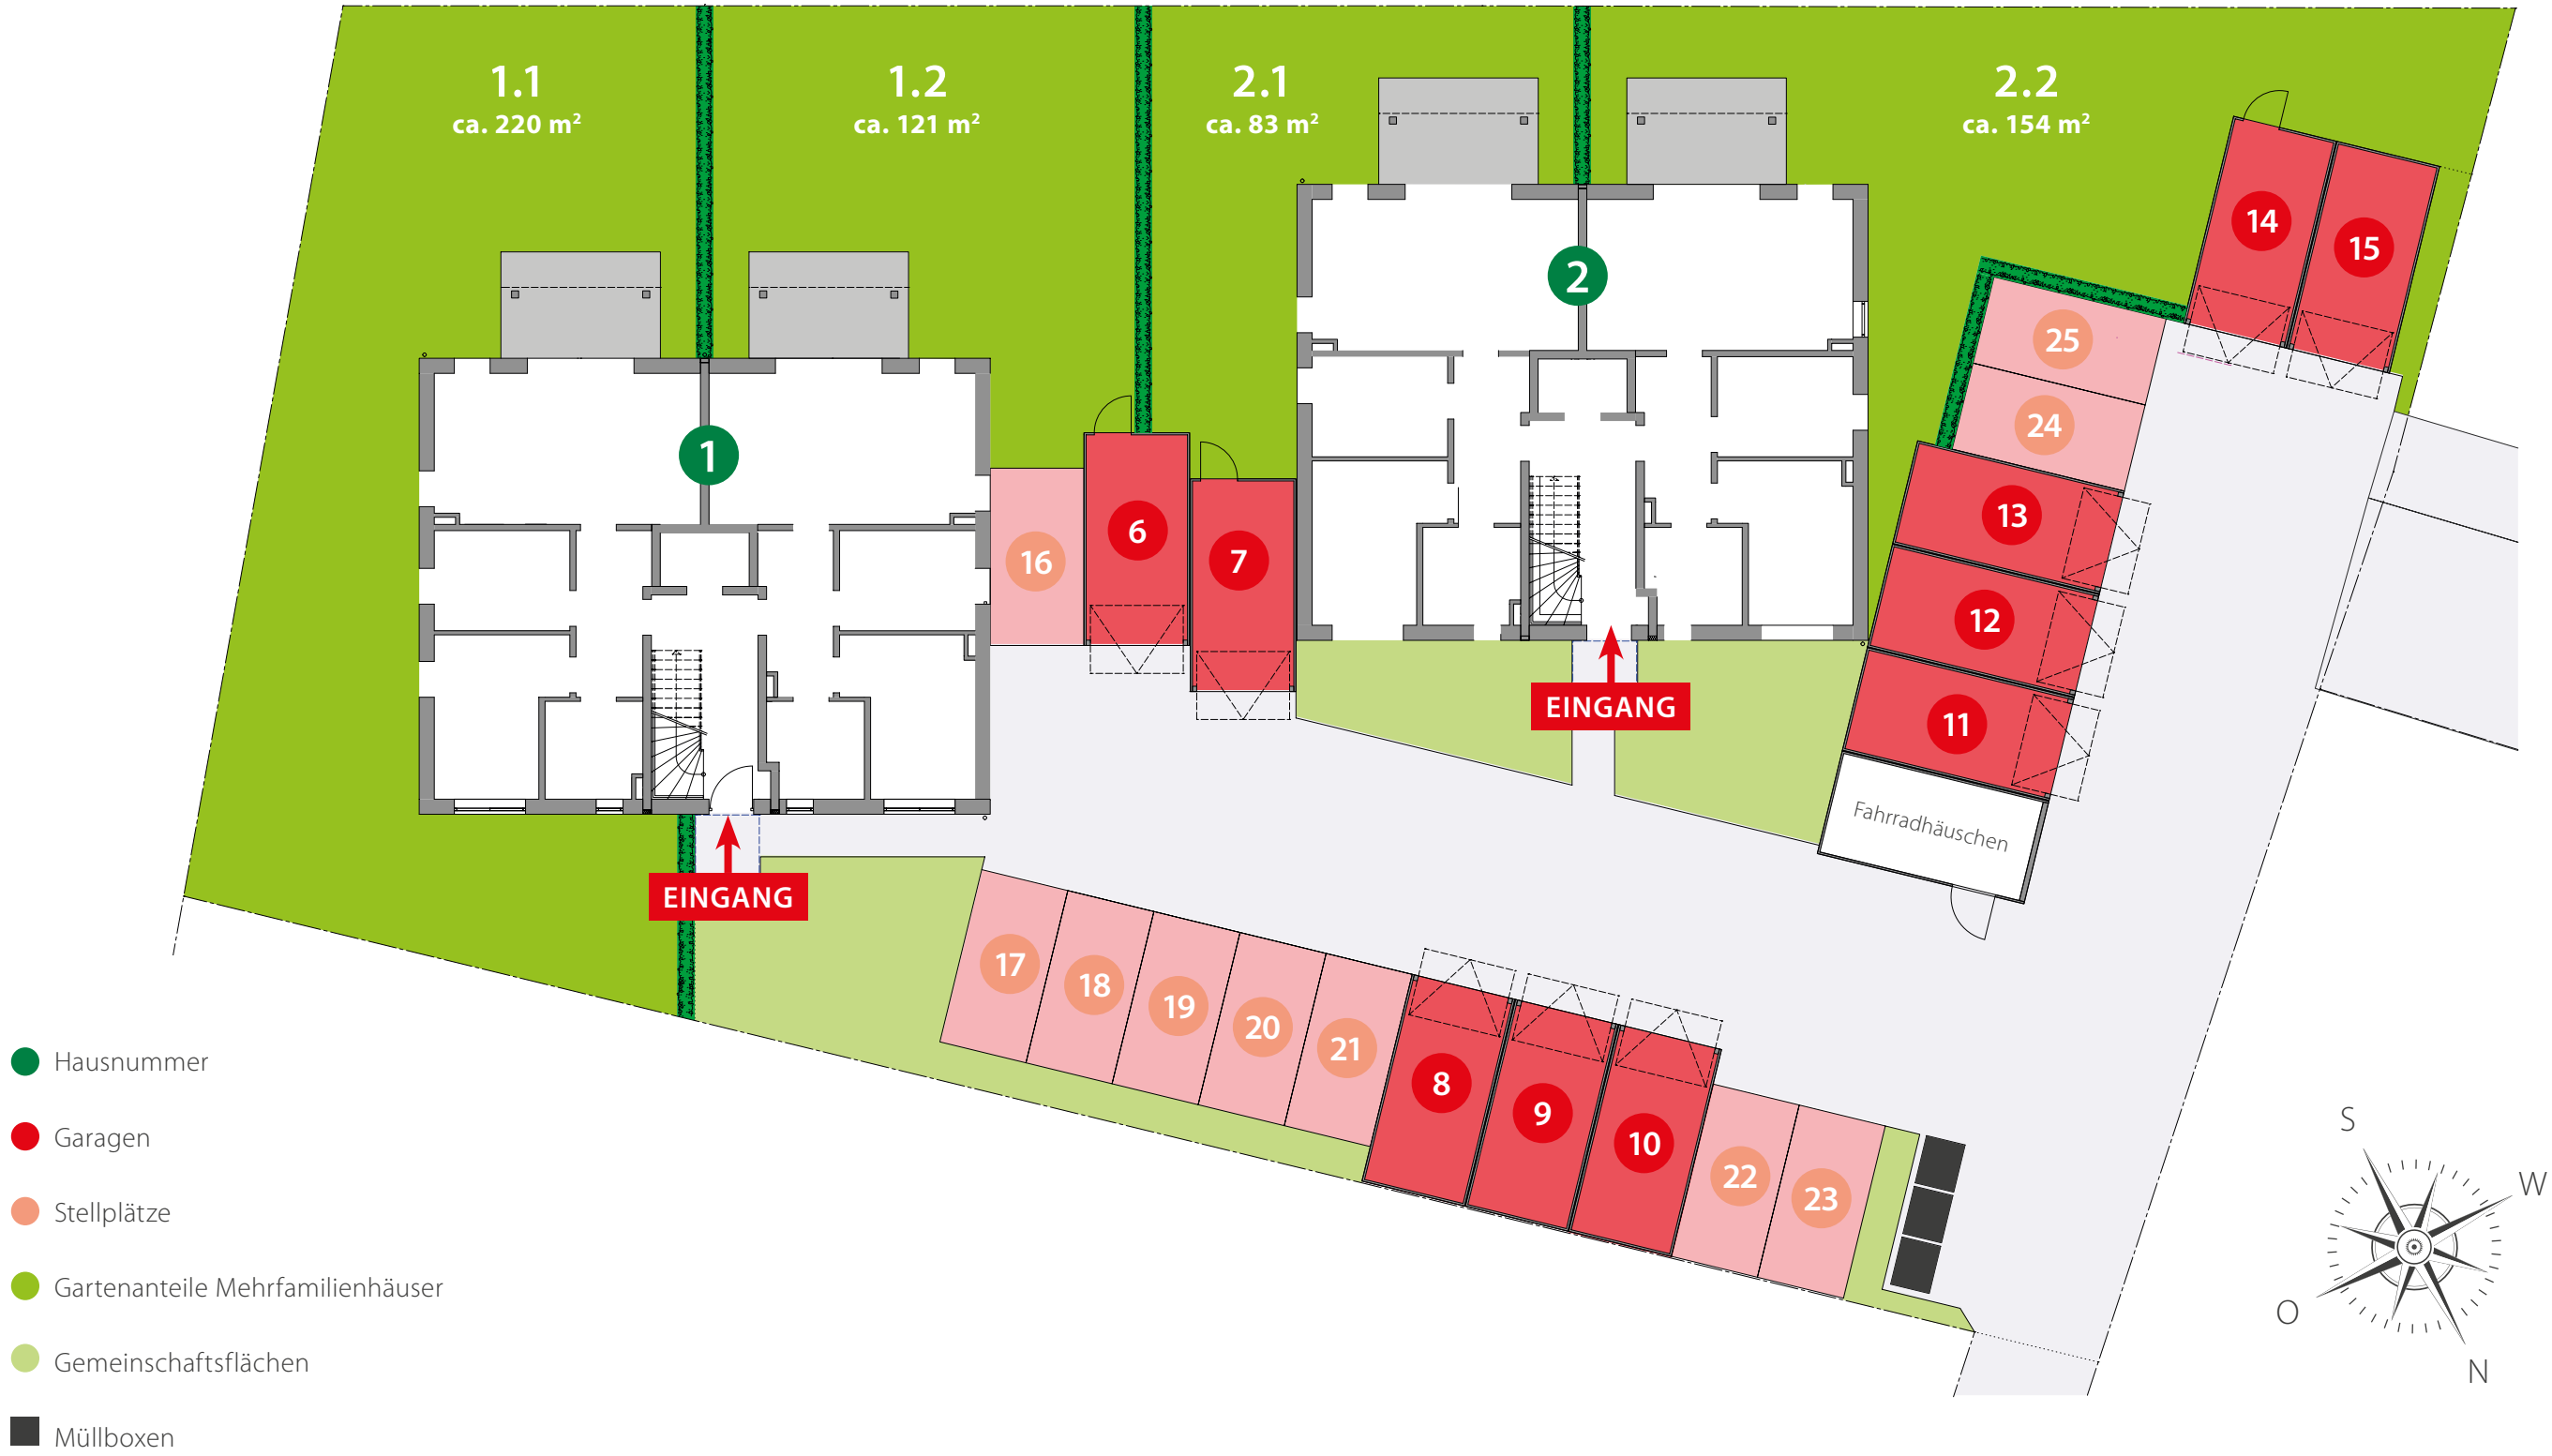 1.1
ca. 220 m²
1.2
ca. 121 m²
2.1
ca. 83 m²
2.2
ca. 154 m²
14
15
2
25
24
1
13
6
7
16
12
11
EINGANG
Fahrradhäuschen
EINGANG
17
18
19
20
21
8
9
10
22
23
Hausnummer
Garagen
Stellplätze
Gartenanteile Mehrfamilienhäuser
Gemeinschaftsflächen
Müllboxen
S
W
O
N